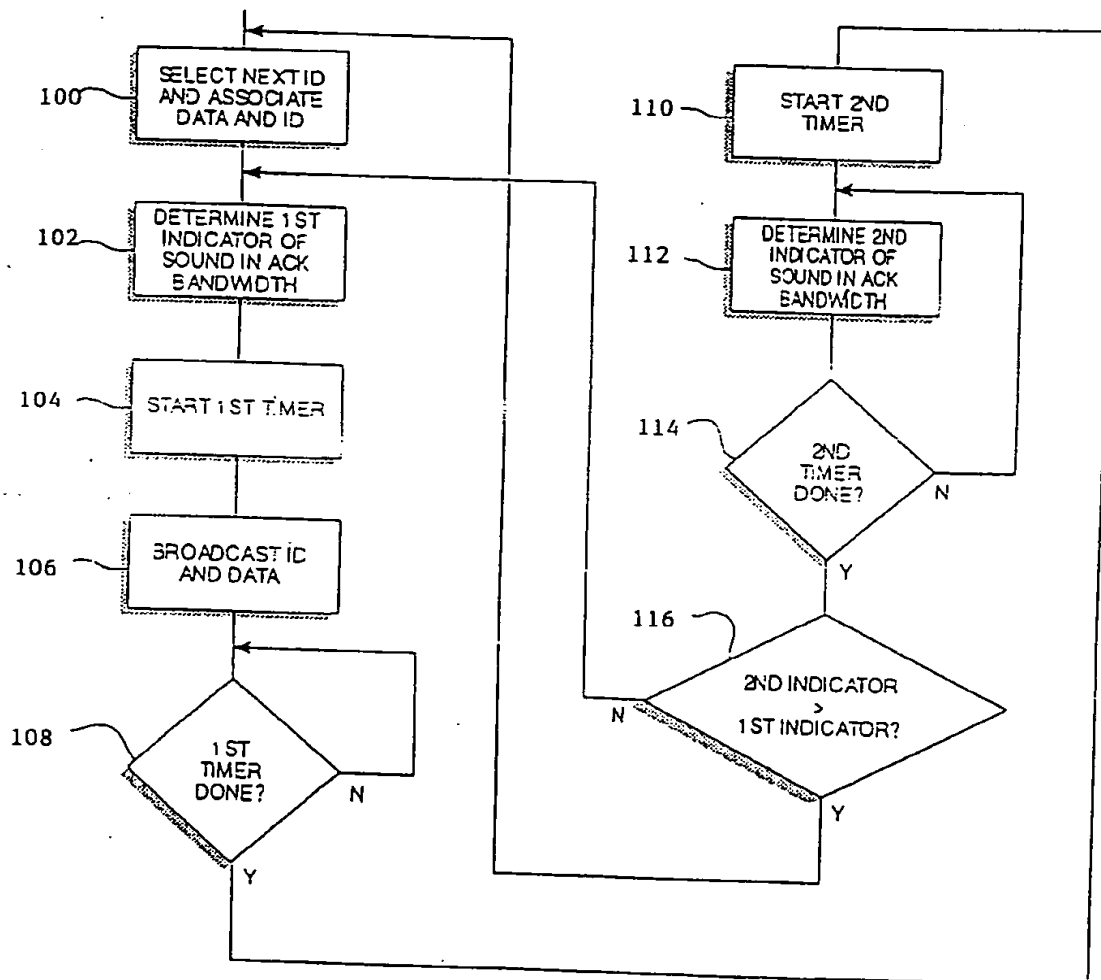 100
SELECT NEXT ID
AND ASSOCIATE
DATA AND ID
102
DETERMINE 1ST
INDICATOR OF
SOUND IN ACK
BANDWIDTH
104
START 1ST TIMER
106
BROADCAST ID
AND DATA
108
1ST
TIMER
DONE?
N
Y
110
START 2ND
TIMER
112
DETERMINE 2ND
INDICATOR OF
SOUND IN ACK
BANDWIDTH
114
2ND
TIMER
DONE?
N
Y
116
2ND INDICATOR
>
1ST INDICATOR?
N
Y